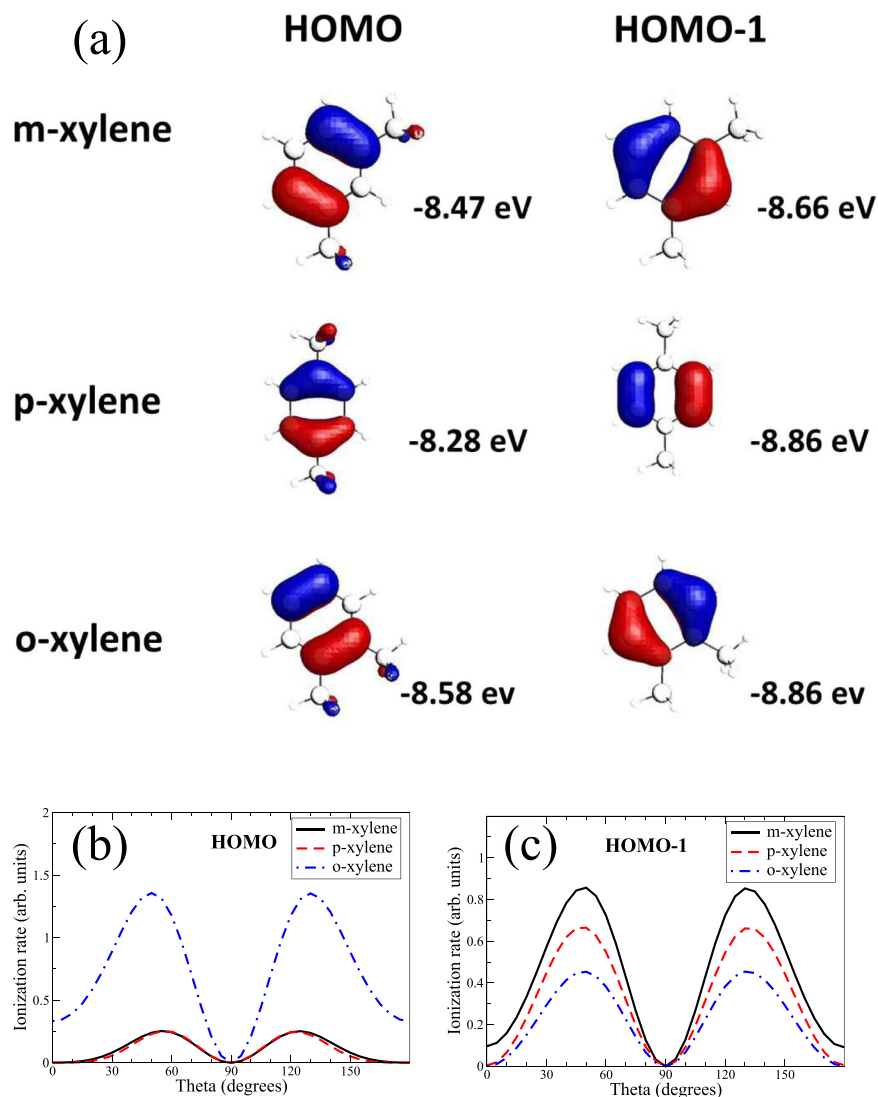 (a)
HOMO
HOMO-1
m-xylene
-8.47 eV
-8.66 eV
p-xylene
-8.28 eV
-8.86 eV
o-xylene
-8.58 ev
-8.86 eV
(b)
HOMO
m-xylene
p-xylene
o-xylene
Ionization rate (arb. units)
2
1.5
1
0.5
0
0
30
60
90
120
150
Theta (degrees)
(c)
HOMO-1
m-xylene
p-xylene
o-xylene
Ionization rate (arb. units)
1
0.8
0.6
0.4
0.2
0
0
30
60
90
120
150
Theta (degrees)